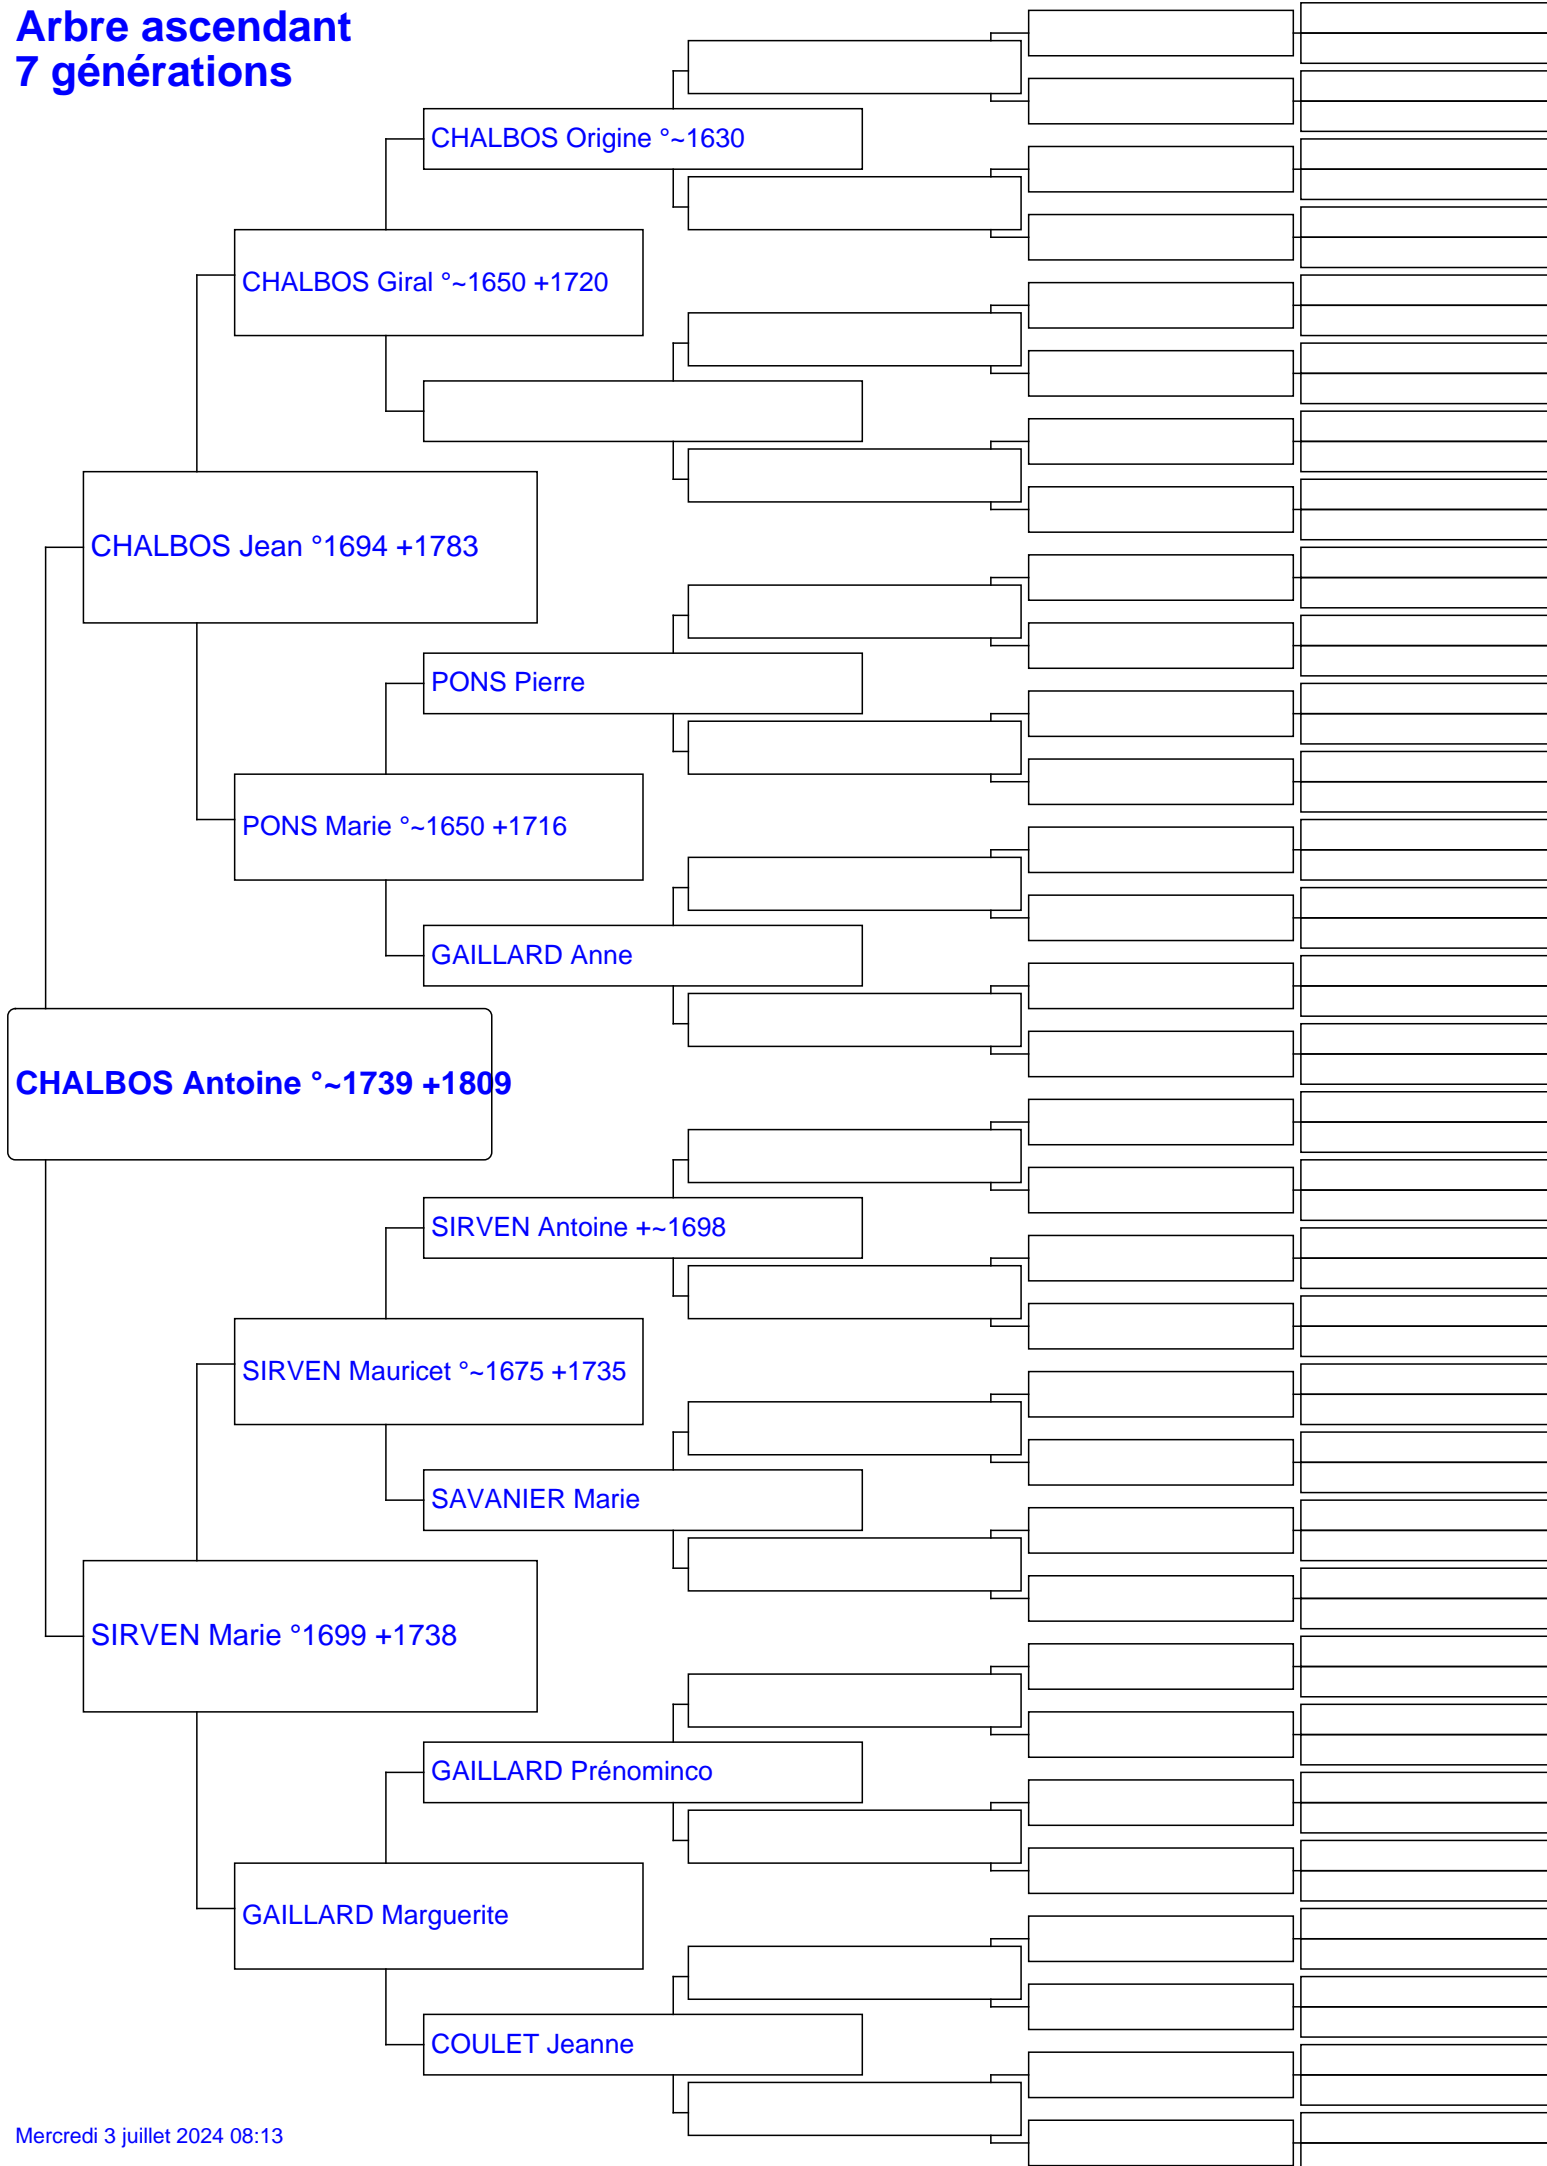 Arbre ascendant
7 générations
CHALBOS Origine °~1630
CHALBOS Giral °~1650 +1720
CHALBOS Jean °1694 +1783
PONS Pierre
PONS Marie °~1650 +1716
GAILLARD Anne
CHALBOS Antoine °~1739 +1809
SIRVEN Antoine +~1698
SIRVEN Mauricet °~1675 +1735
SAVANIER Marie
SIRVEN Marie °1699 +1738
GAILLARD Prénominco
GAILLARD Marguerite
COULET Jeanne
Mercredi 3 juillet 2024 08:13